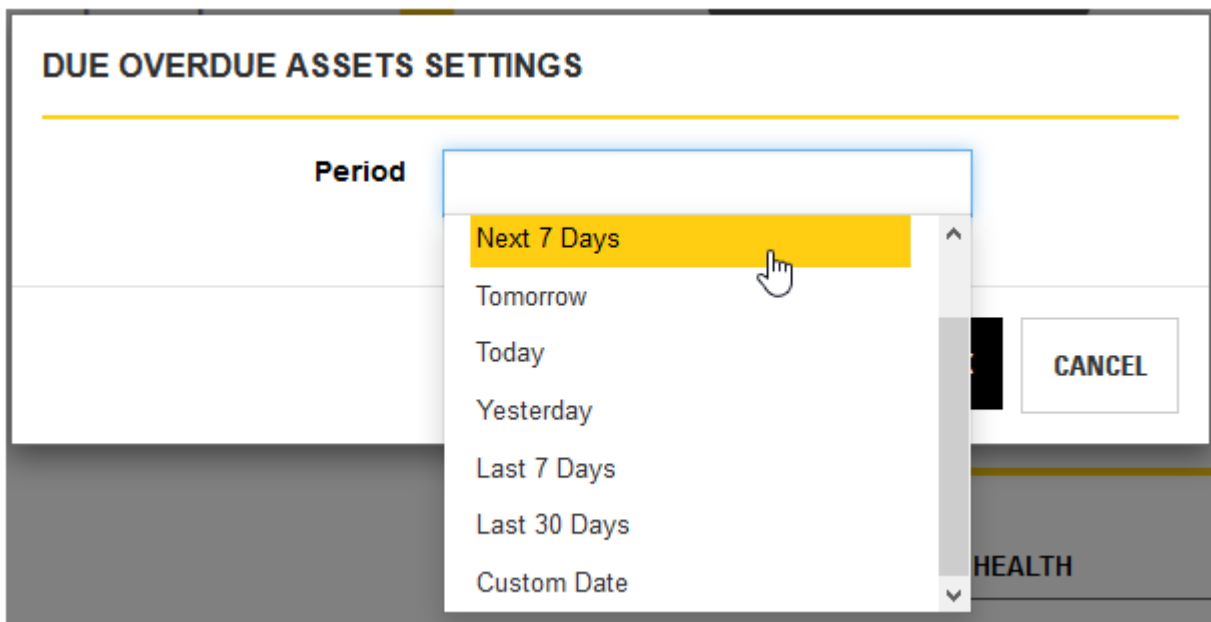 DUE OVERDUE ASSETS SETTINGS
Period
Next 7 Days
Tomorrow
Today
Yesterday
Last 7 Days
Last 30 Days
Custom Date
CANCEL
HEALTH